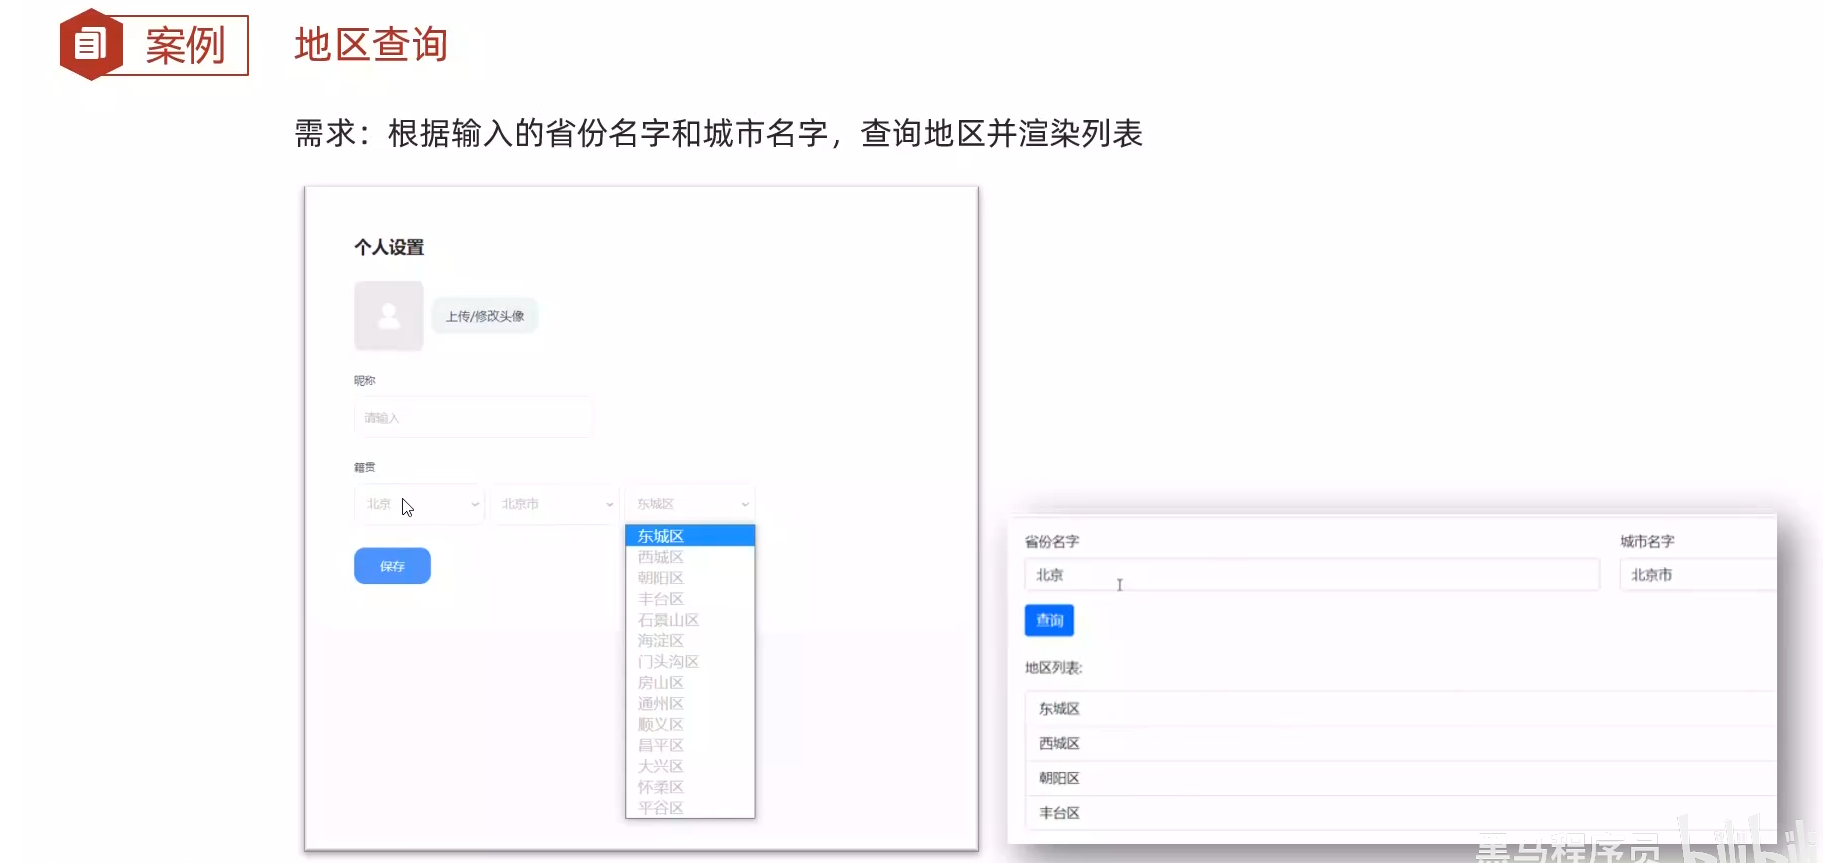 案例
地区查询
需求：根据输入的省份名字和城市名字，查询地区并渲染列表
个人设置
上传/修改头像
昵称
请输入
籍贯
北京 北京市 东城区
东城区
西城区
朝阳区
丰台区
石景山区
海淀区
门头沟区
房山区
通州区
顺义区
昌平区
大兴区
怀柔区
平谷区
保存
省份名字 城市名字
北京 北京市
查询
地区列表:
东城区
西城区
朝阳区
丰台区
黑马程序员 bilibili